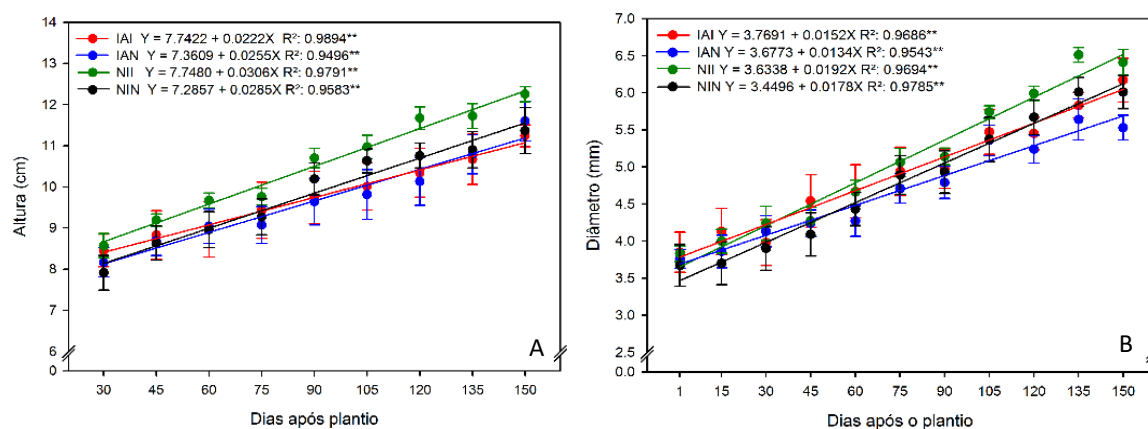 14
13
12
11
10
9
8
6
0
Altura (cm)
IAI Y = 7.7422 + 0.0222X R²: 0.9894**
IAN Y = 7.3609 + 0.0255X R²: 0.9496**
NII Y = 7.7480 + 0.0306X R²: 0.9791**
NIN Y = 7.2857 + 0.0285X R²: 0.9583**
A
30 45 60 75 90 105 120 135 150
Dias após plantio
7.0
6.5
6.0
5.5
5.0
4.5
4.0
3.5
2.5
0.0
Diâmetro (mm)
IAI Y = 3.7691 + 0.0152X R²: 0.9686**
IAN Y = 3.6773 + 0.0134X R²: 0.9543**
NII Y = 3.6338 + 0.0192X R²: 0.9694**
NIN Y = 3.4496 + 0.0178X R²: 0.9785**
B
1 15 30 45 60 75 90 105 120 135 150
Dias após o plantio